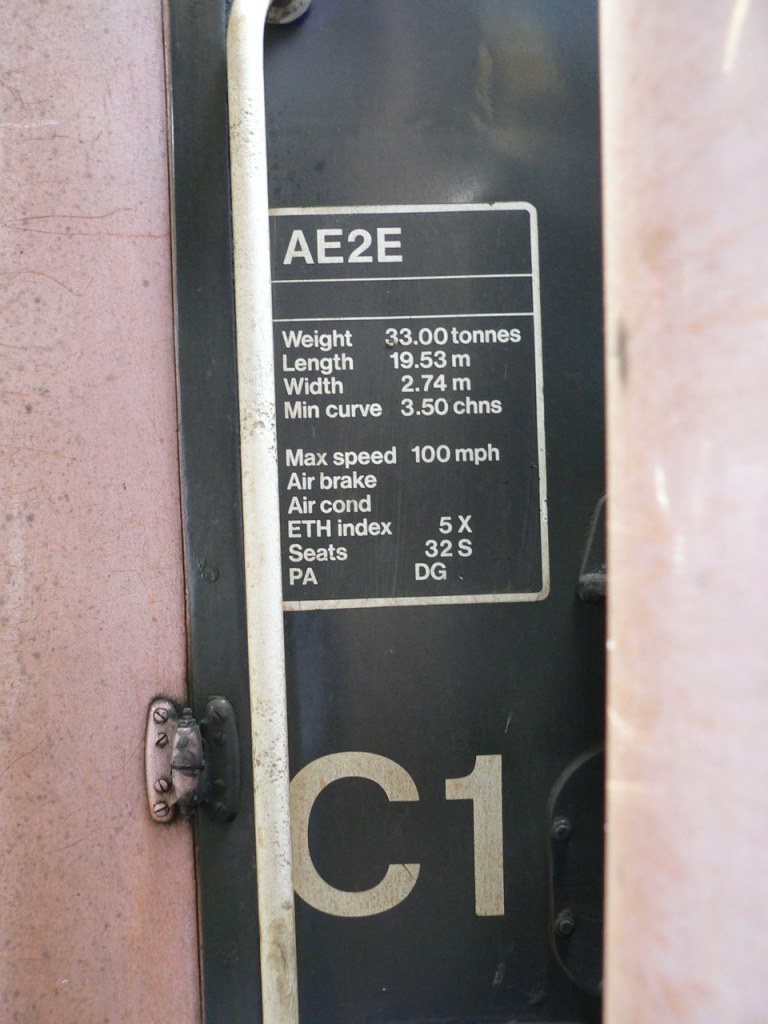 AE2E
Weight 33.00 tonnes
Length 19.53 m
Width 2.74 m
Min curve 3.50 chns
Max speed 100 mph
Air brake
Air cond
ETH index 5 X
Seats 32 S
PA DG
C1